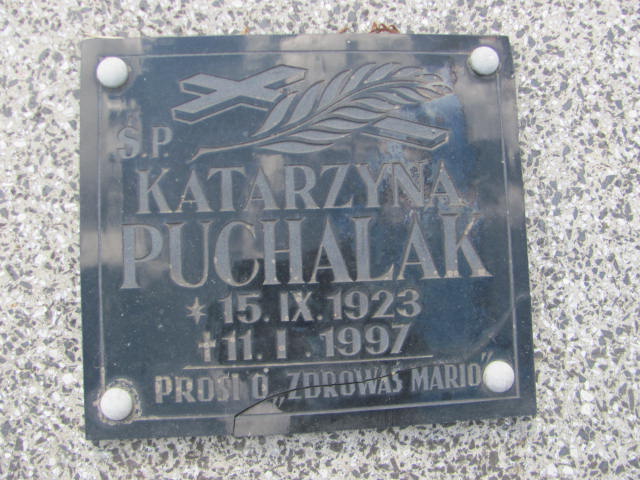 Ś.P.
KATARZYNA
PUCHALAK
* 15. IX. 1923
✝ 11. I. 1997
PROSI O „ZDROWAŚ MARIO”